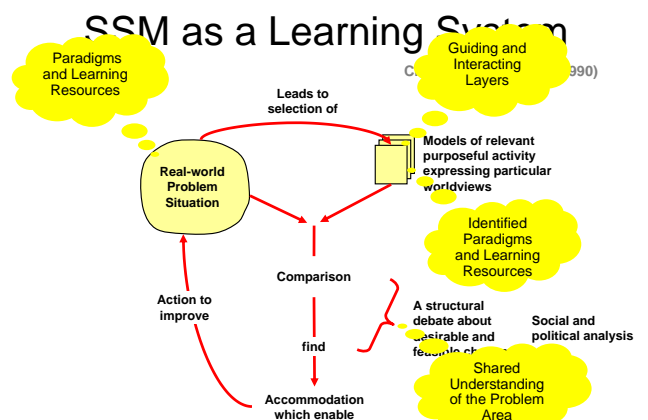 SSM as a Learning System
Paradigms
and Learning
Resources
Guiding and
Interacting
Layers
990)
Leads to
selection of
Models of relevant
purposeful activity
expressing particular
worldviews
Real-world
Problem
Situation
Identified
Paradigms
and Learning
Resources
Comparison
Action to
improve
A structural
debate about
desirable and
feasible
Social and
political analysis
find
Shared
Understanding
of the Problem
Area
Accommodation
which enable